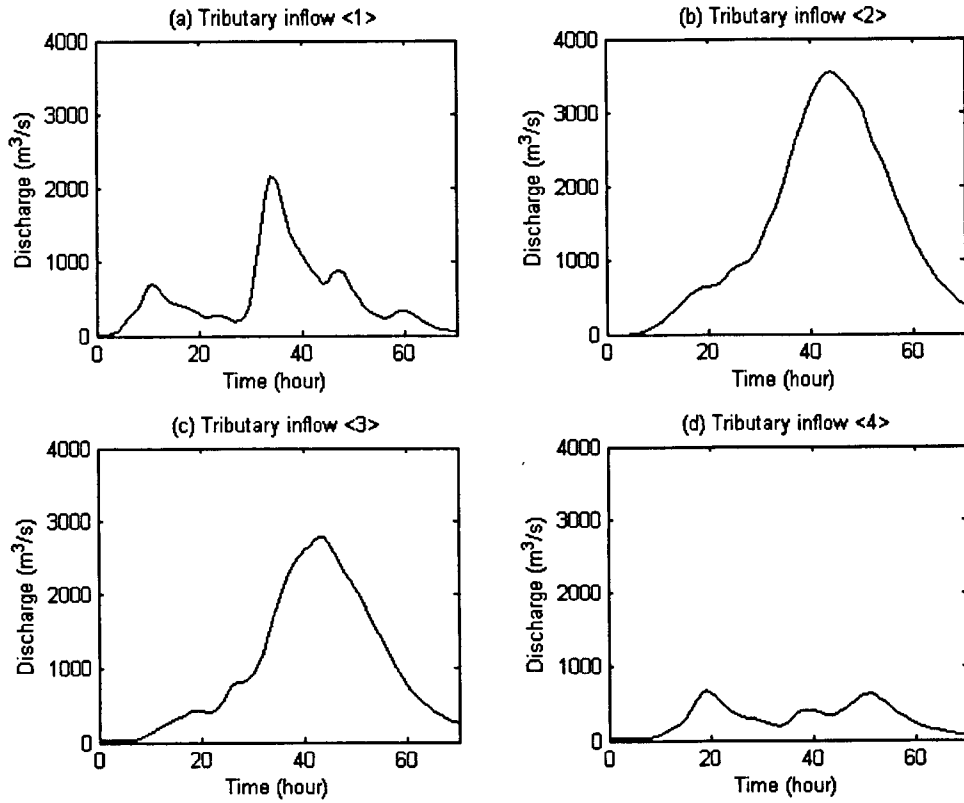 (a) Tributary inflow <1>
4000
3000
2000
1000
0
Discharge (m³/s)
0 20 40 60
Time (hour)
(b) Tributary inflow <2>
4000
3000
2000
1000
0
Discharge (m³/s)
0 20 40 60
Time (hour)
(c) Tributary inflow <3>
4000
3000
2000
1000
0
Discharge (m³/s)
0 20 40 60
Time (hour)
(d) Tributary inflow <4>
4000
3000
2000
1000
0
Discharge (m³/s)
0 20 40 60
Time (hour)